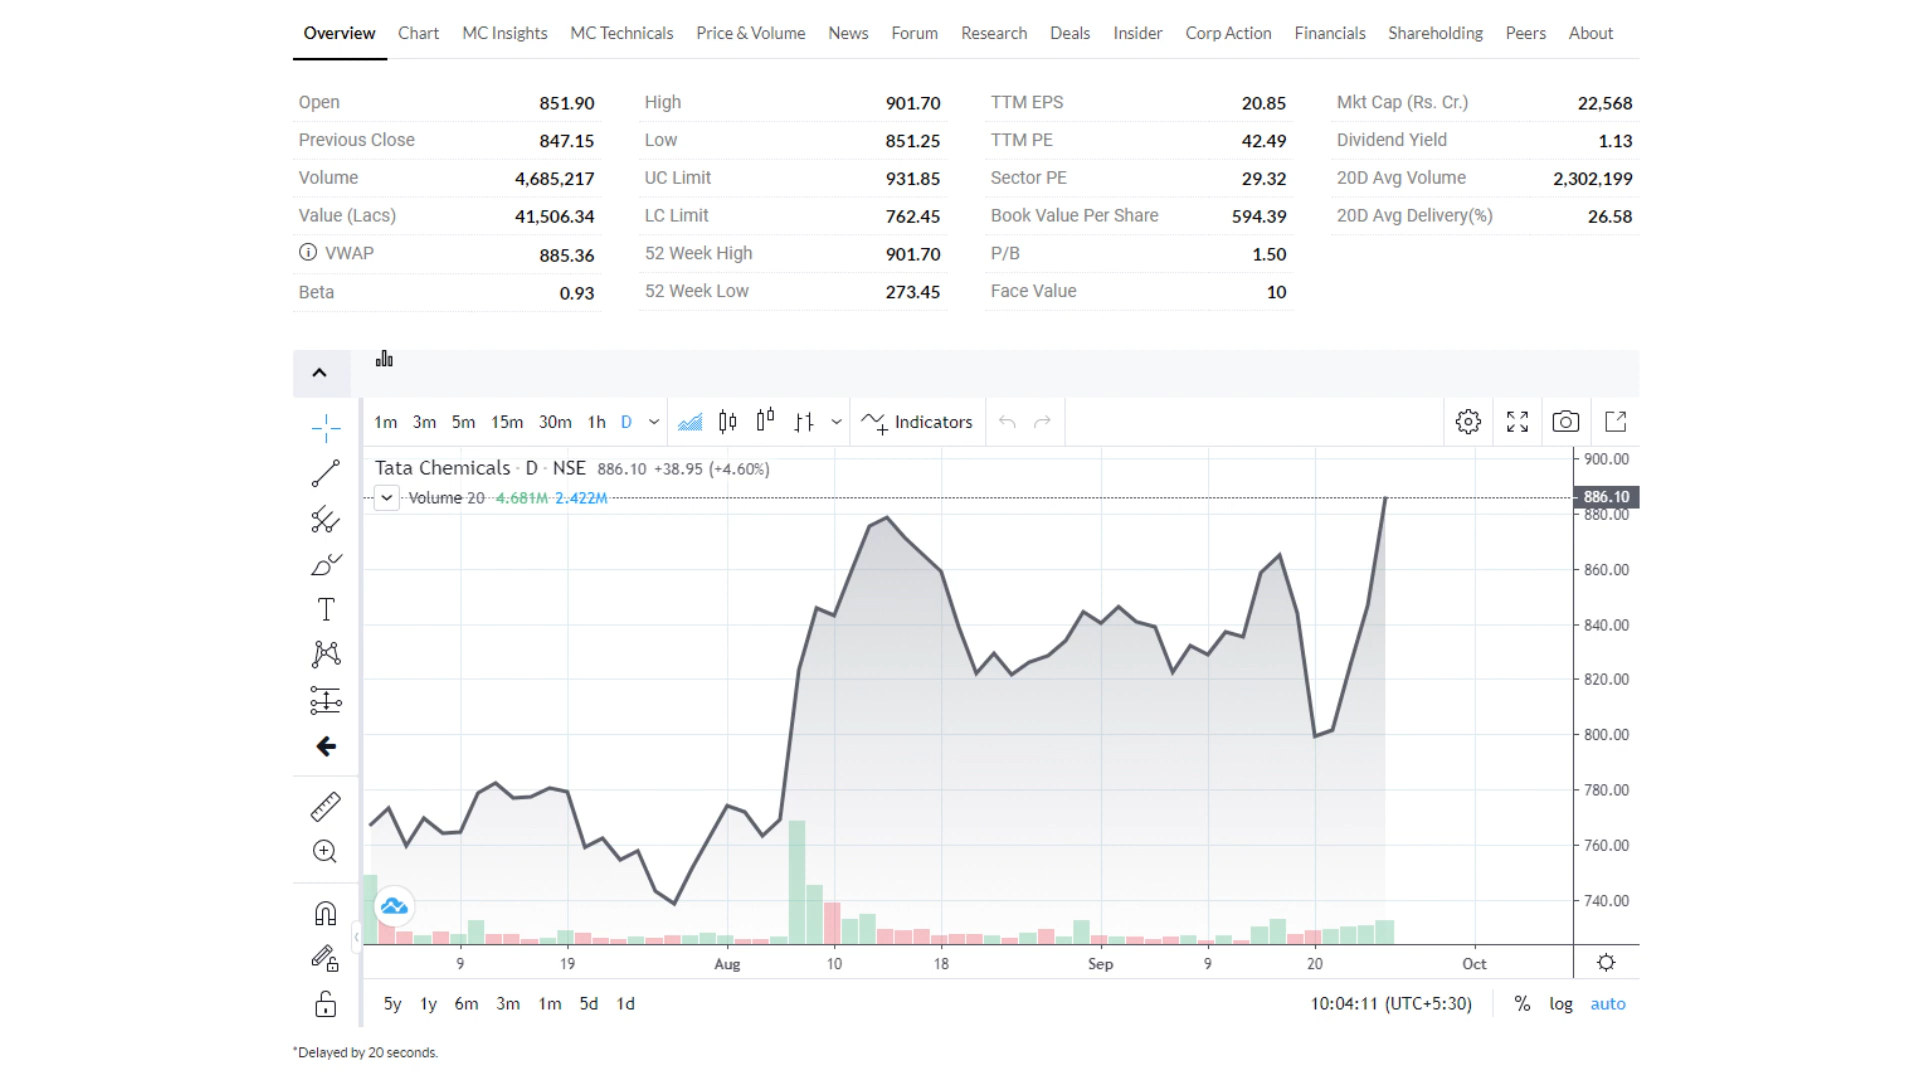 Overview Chart MC Insights MC Technicals Price & Volume News Forum Research Deals Insider Corp Action Financials Shareholding Peers About
Open 851.90 High 901.70 TTM EPS 20.85 Mkt Cap (Rs. Cr.) 22,568
Previous Close 847.15 Low 851.25 TTM PE 42.49 Dividend Yield 1.13
Volume 4,685,217 UC Limit 931.85 Sector PE 29.32 20D Avg Volume 2,302,199
Value (Lacs) 41,506.34 LC Limit 762.45 Book Value Per Share 594.39 20D Avg Delivery(%) 26.58
VWAP 885.36 52 Week High 901.70 P/B 1.50
Beta 0.93 52 Week Low 273.45 Face Value 10
1m 3m 5m 15m 30m 1h D Indicators
Tata Chemicals · D · NSE 886.10 +38.95 (+4.60%)
Volume 20 4.681M 2.422M
900.00
886.10
880.00
860.00
840.00
820.00
800.00
780.00
760.00
740.00
9 19 Aug 10 18 Sep 9 20 Oct
5y 1y 6m 3m 1m 5d 1d 10:04:11 (UTC+5:30) % log auto
*Delayed by 20 seconds.